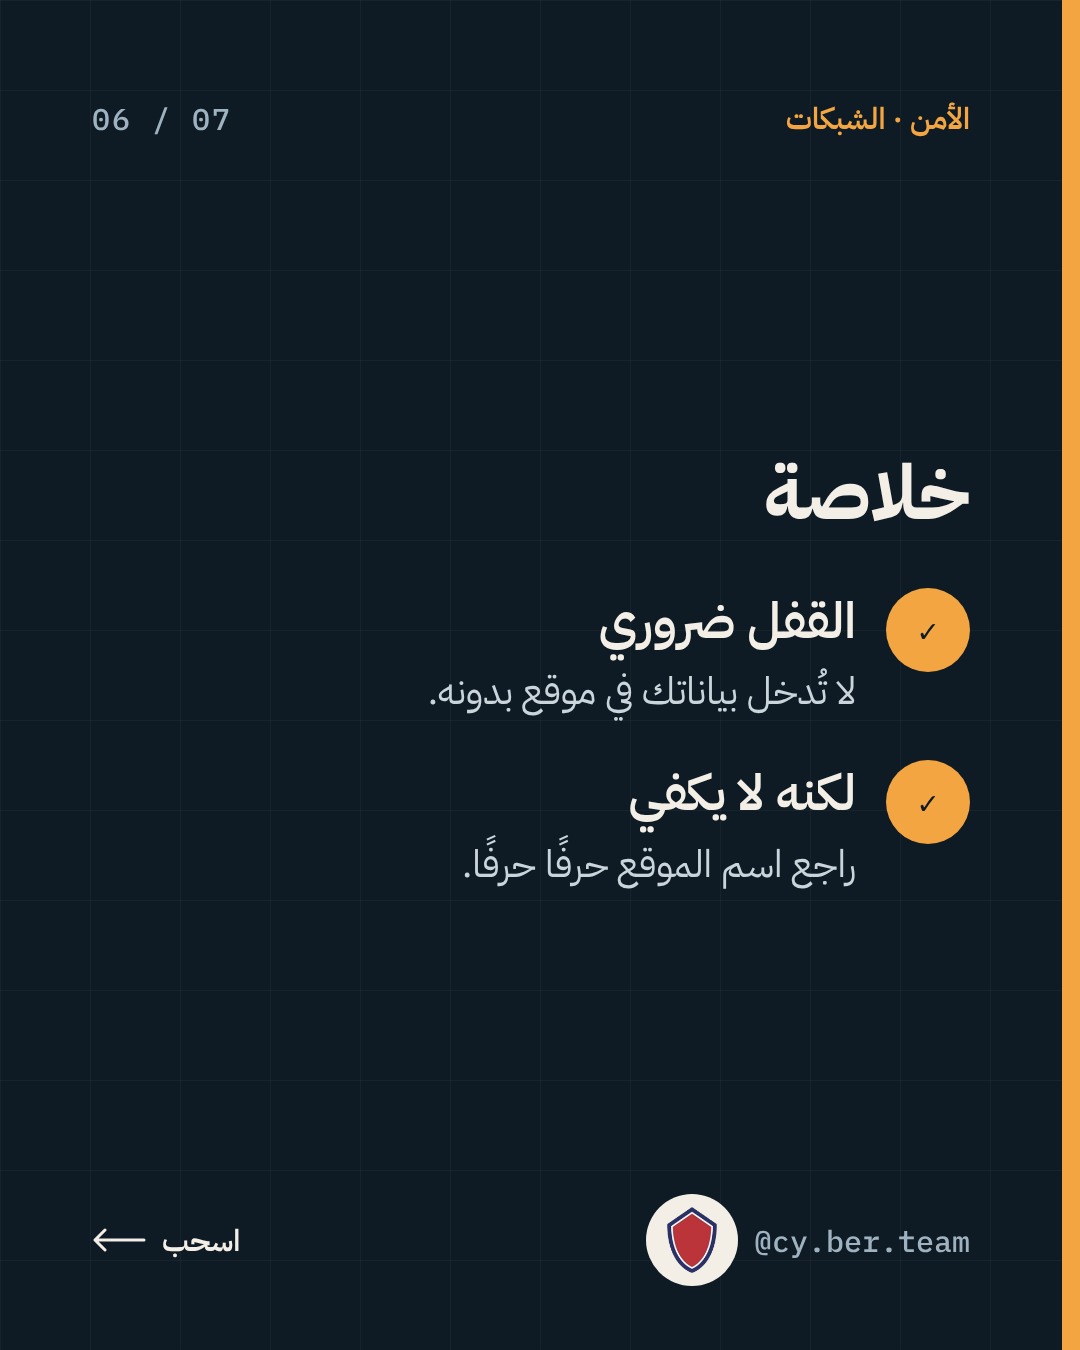 الأمن · الشبكات
06 / 07
خلاصة
✓ القفل ضروري
لا تُدخل بياناتك في موقع بدونه.
✓ لكنه لا يكفي
راجع اسم الموقع حرفًا حرفًا.
@cy.ber.team
اسحب ←